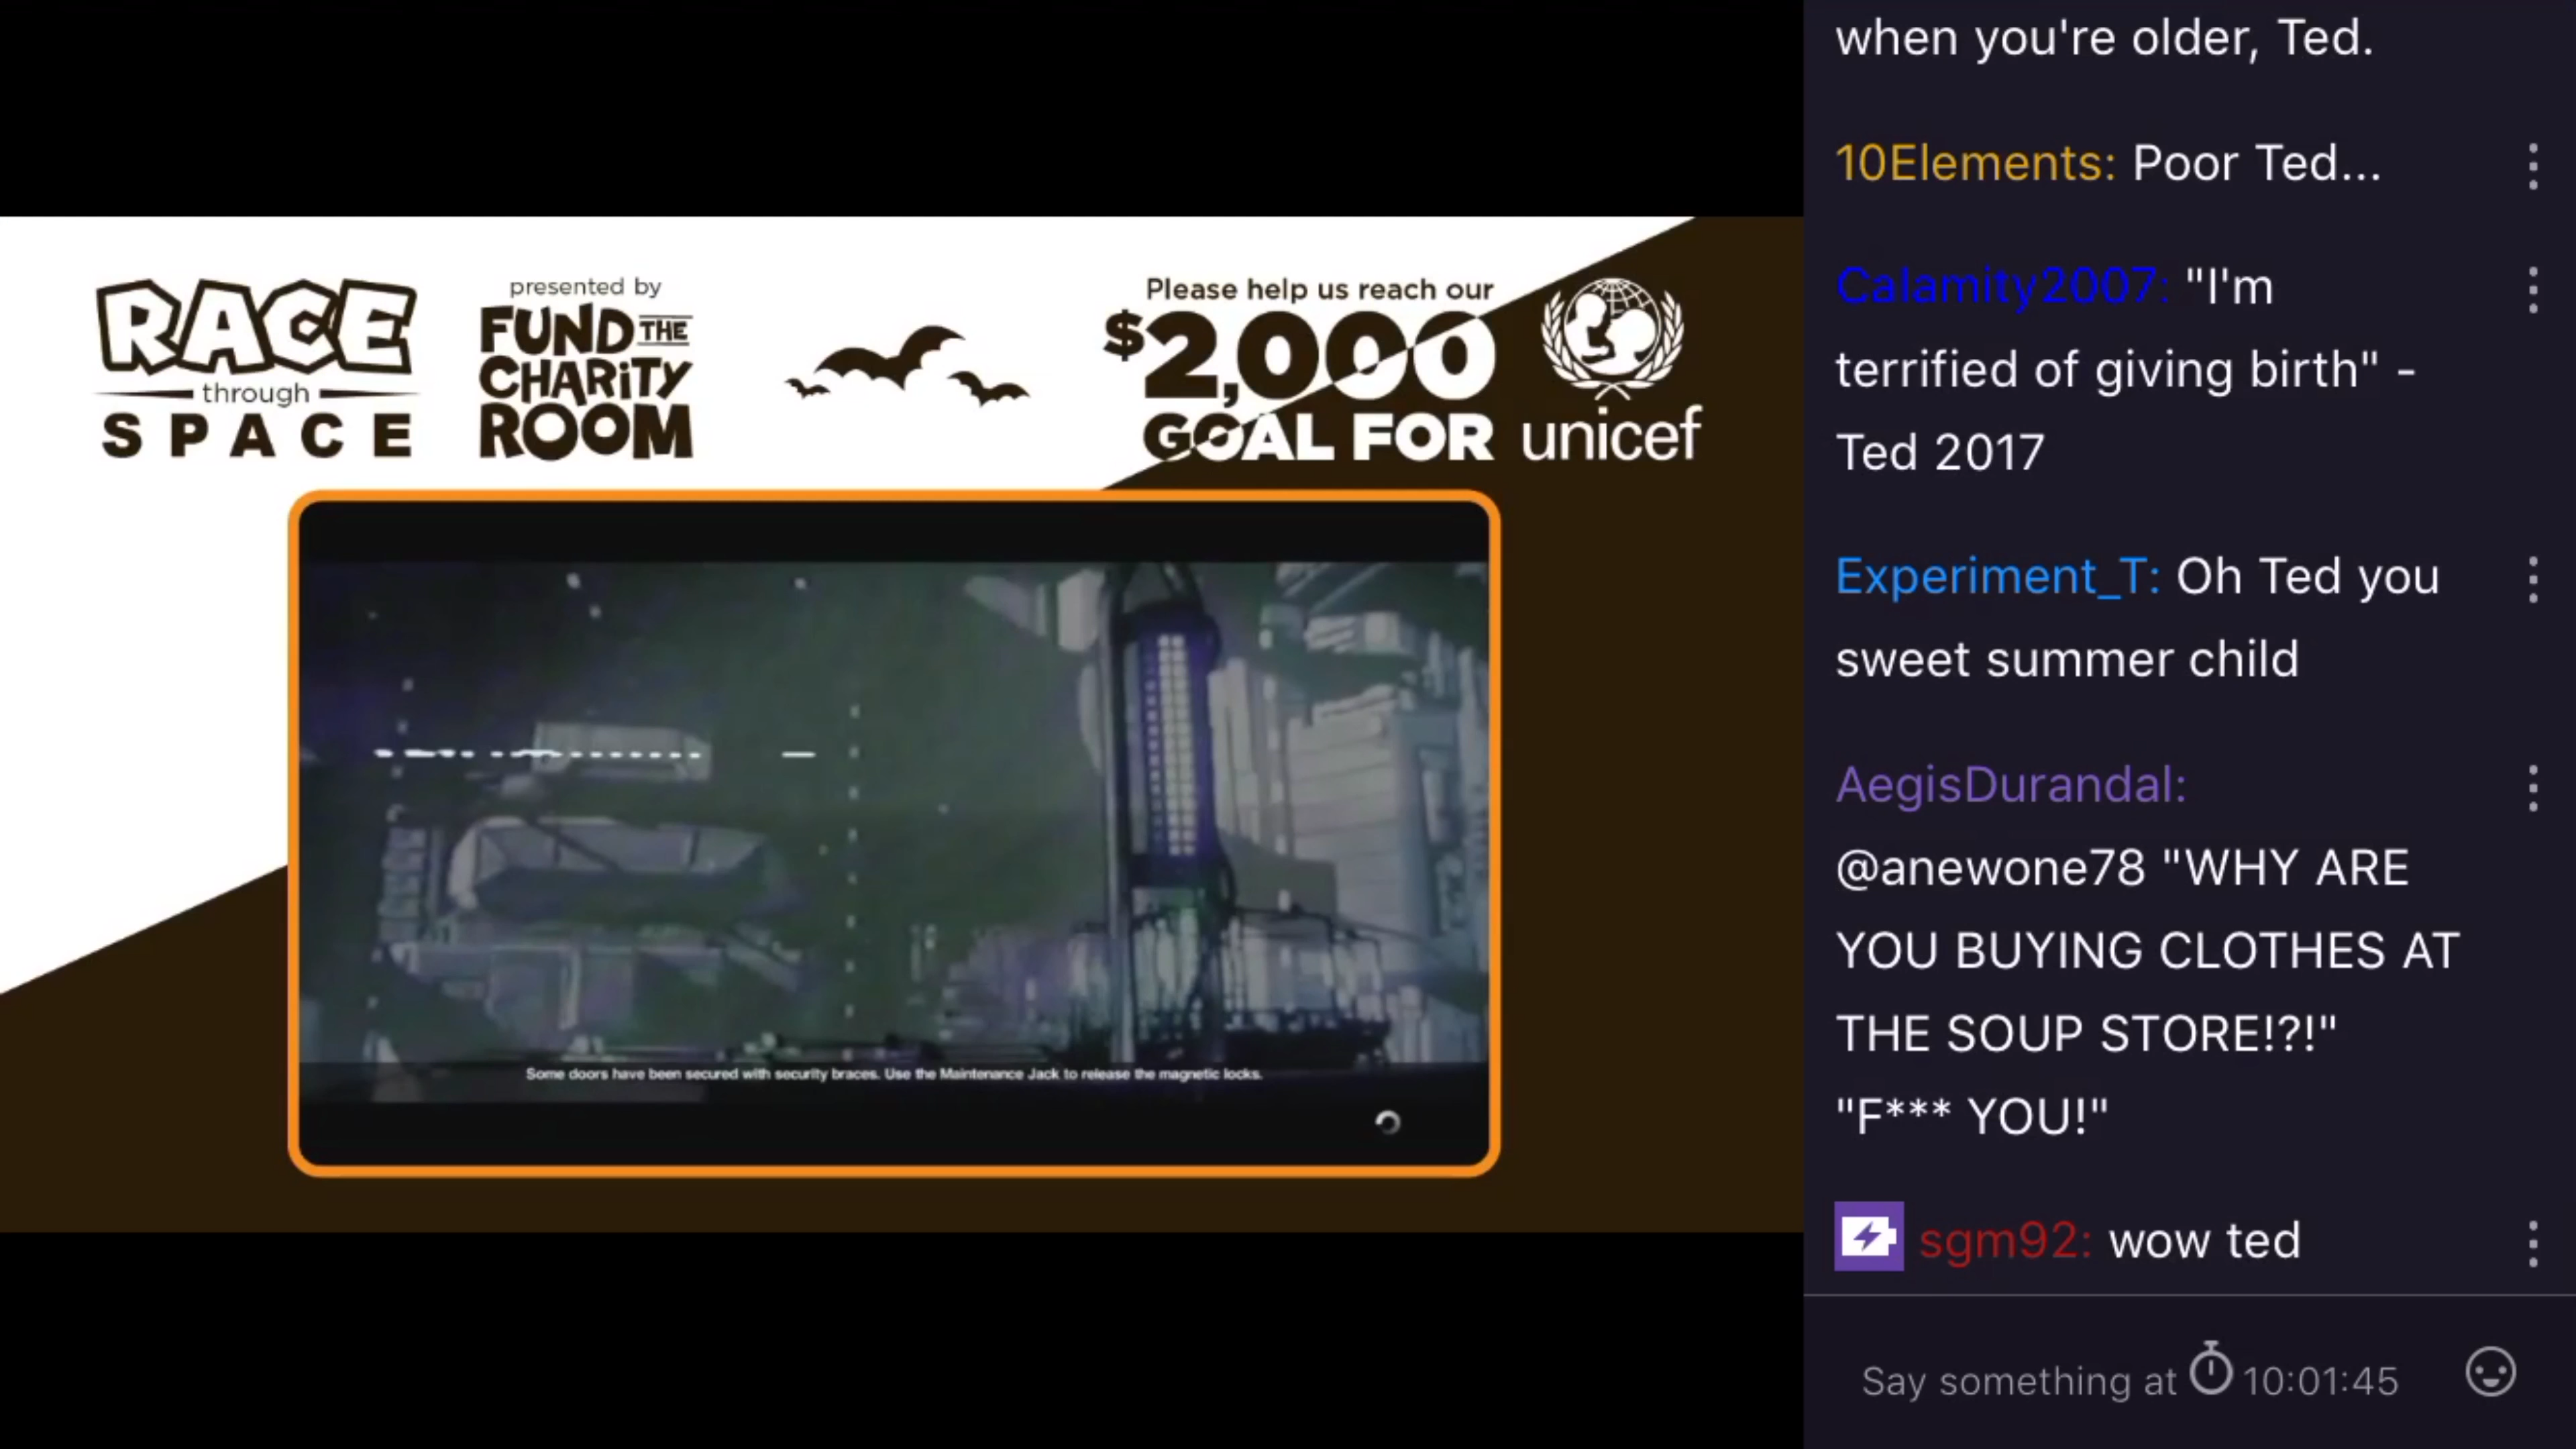 RACE
through
SPACE
presented by
FUND THE
CHARITY
ROOM
Please help us reach our
$2,000
GOAL FOR
unicef
Some doors have been secured with security braces. Use the Maintenance Jack to release the magnetic locks.
when you're older, Ted.
10Elements: Poor Ted...
Calamity2007: "I'm
terrified of giving birth" -
Ted 2017
Experiment_T: Oh Ted you
sweet summer child
AegisDurandal:
@anewone78 "WHY ARE
YOU BUYING CLOTHES AT
THE SOUP STORE!?!"
"F*** YOU!"
sgm92: wow ted
Say something at 10:01:45